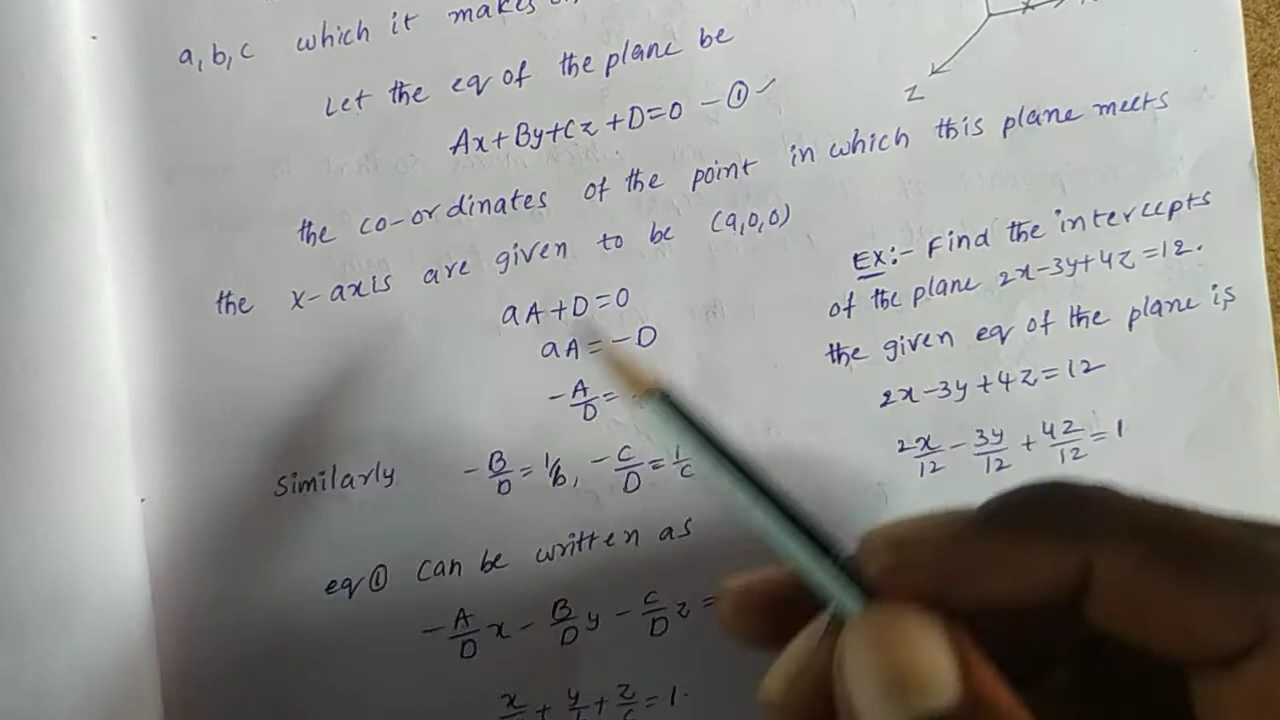 a, b, c which it makes
Let the eq of the plane be
Ax+By+Cz+D=0 - ①
the co-ordinates of the point in which this plane meets
the x-axis are given to be (a,0,0)
aA+D=0
aA=-D
-A/D=
Similarly -B/D=1/b, -C/D=1/c
eq ① can be written as
-A/D x - B/D y - C/D z =
x/ + y/ + z/c = 1.
Z
EX:- Find the intercepts
of the plane 2x-3y+4z=12.
the given eq of the plane is
2x-3y+4z=12
2x/12 - 3y/12 + 4z/12 = 1